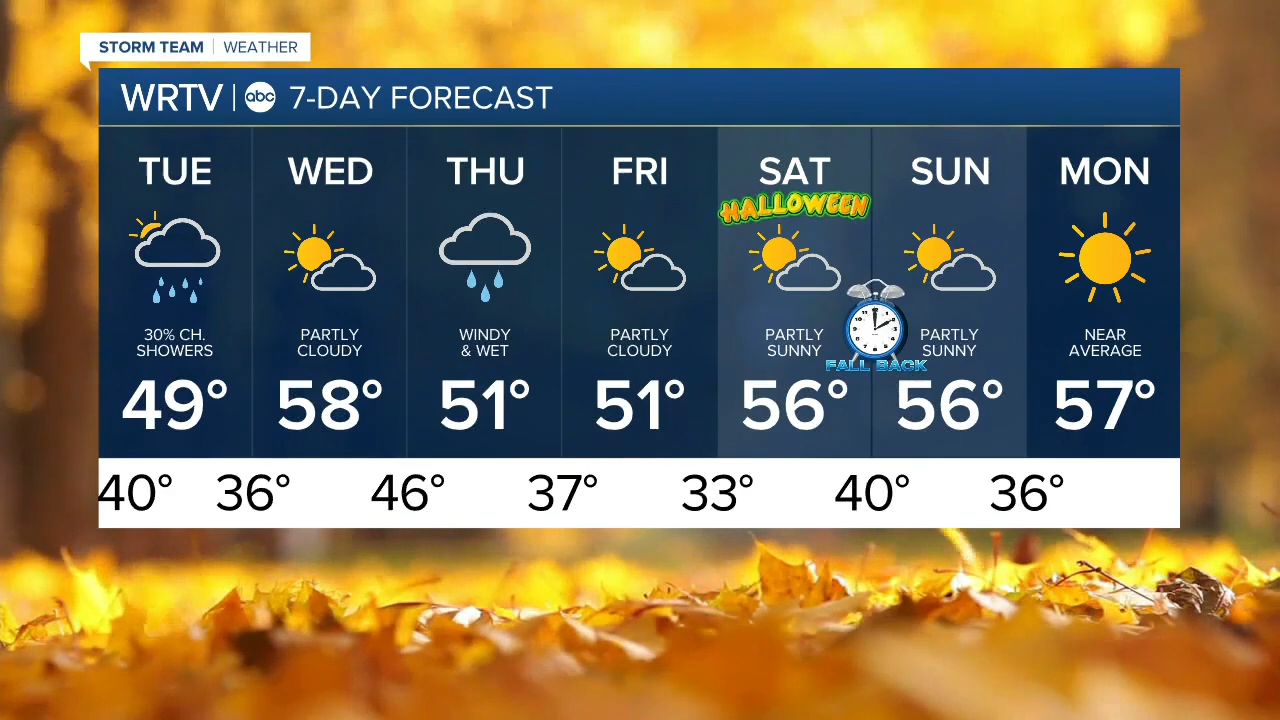 STORM TEAM | WEATHER
WRTV | abc 7-DAY FORECAST
TUE WED THU FRI SAT SUN MON
HALLOWEEN
30% CH. SHOWERS
PARTLY CLOUDY
WINDY & WET
PARTLY CLOUDY
PARTLY SUNNY
PARTLY SUNNY
NEAR AVERAGE
FALL BACK
49° 58° 51° 51° 56° 56° 57°
40° 36° 46° 37° 33° 40° 36°